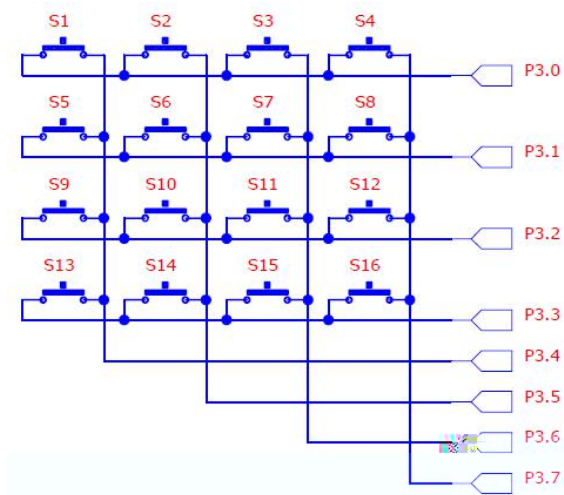 S1 S2 S3 S4
P3.0
S5 S6 S7 S8
P3.1
S9 S10 S11 S12
P3.2
S13 S14 S15 S16
P3.3
P3.4
P3.5
P3.6
P3.7